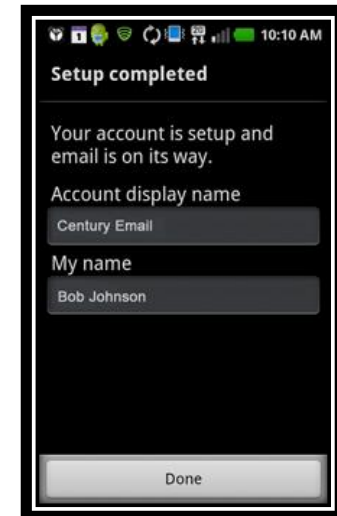 10:10 AM
Setup completed
Your account is setup and
email is on its way.
Account display name
Century Email
My name
Bob Johnson
Done